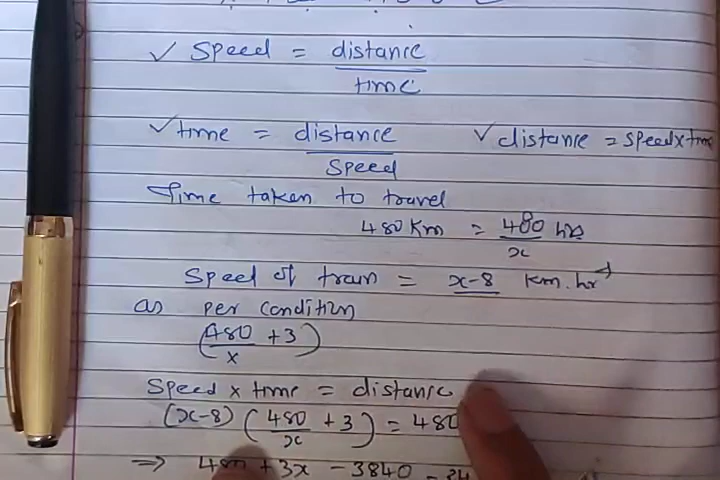 ✓ Speed = distance / time
✓ time = distance / Speed ✓ distance = speed x time
Time taken to travel
480 Km = 480/x hrs
Speed of train = x-8 Km.hr⁻¹
as per condition
(480/x + 3)
Speed x time = distance
(x-8) (480/x + 3) = 480
⇒ 480 + 3x - 3840 - 24